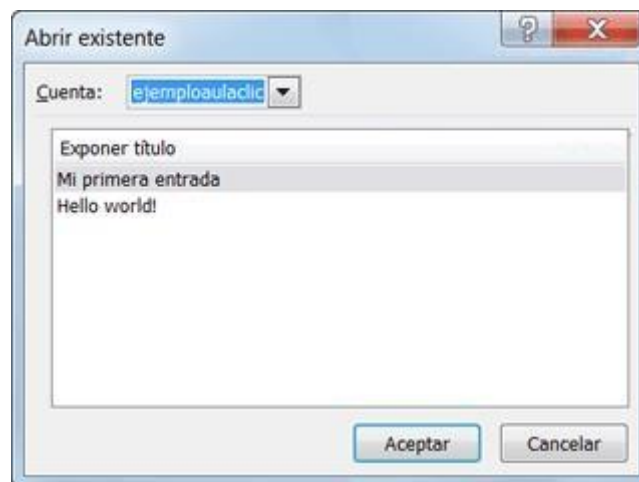 Abrir existente
Cuenta: ejemploaulaclic
Exponer título
Mi primera entrada
Hello world!
Aceptar Cancelar